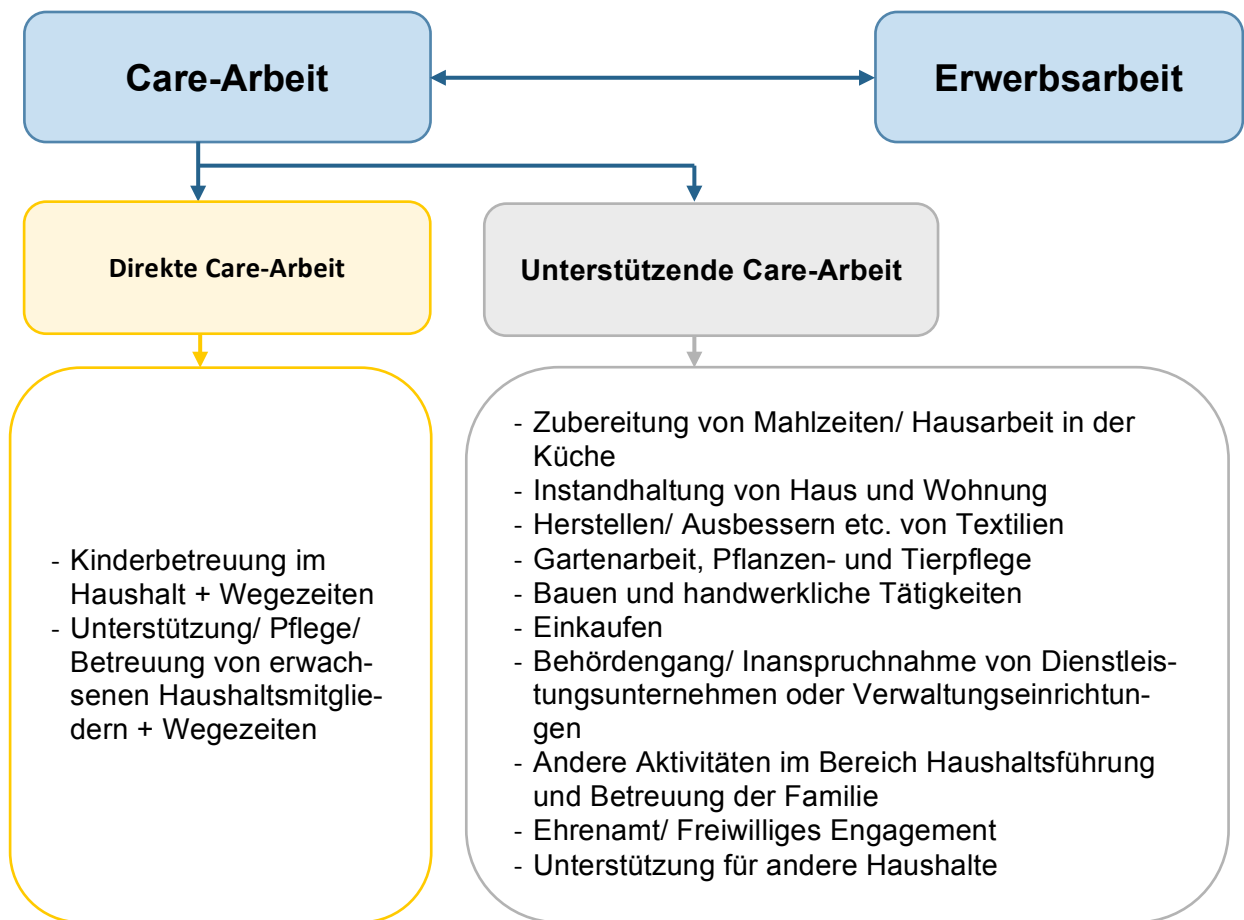 Care-Arbeit
Erwerbsarbeit
Direkte Care-Arbeit
Unterstützende Care-Arbeit
- Kinderbetreuung im
Haushalt + Wegezeiten
- Unterstützung/ Pflege/
Betreuung von erwach-
senen Haushaltsmitglie-
dern + Wegezeiten
- Zubereitung von Mahlzeiten/ Hausarbeit in der
Küche
- Instandhaltung von Haus und Wohnung
- Herstellen/ Ausbessern etc. von Textilien
- Gartenarbeit, Pflanzen- und Tierpflege
- Bauen und handwerkliche Tätigkeiten
- Einkaufen
- Behördengang/ Inanspruchnahme von Dienstleis-
tungsunternehmen oder Verwaltungseinrichtun-
gen
- Andere Aktivitäten im Bereich Haushaltsführung
und Betreuung der Familie
- Ehrenamt/ Freiwilliges Engagement
- Unterstützung für andere Haushalte